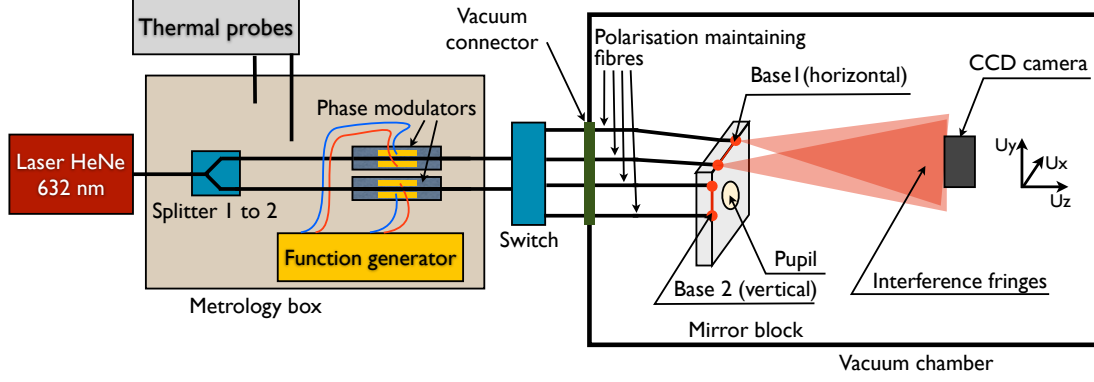 Thermal probes
Vacuum
connector
Polarisation maintaining
fibres
Base1(horizontal)
CCD camera
Phase modulators
Laser HeNe
632 nm
Splitter 1 to 2
Function generator
Metrology box
Switch
Uy
Ux
Uz
Pupil
Base 2 (vertical)
Interference fringes
Mirror block
Vacuum chamber